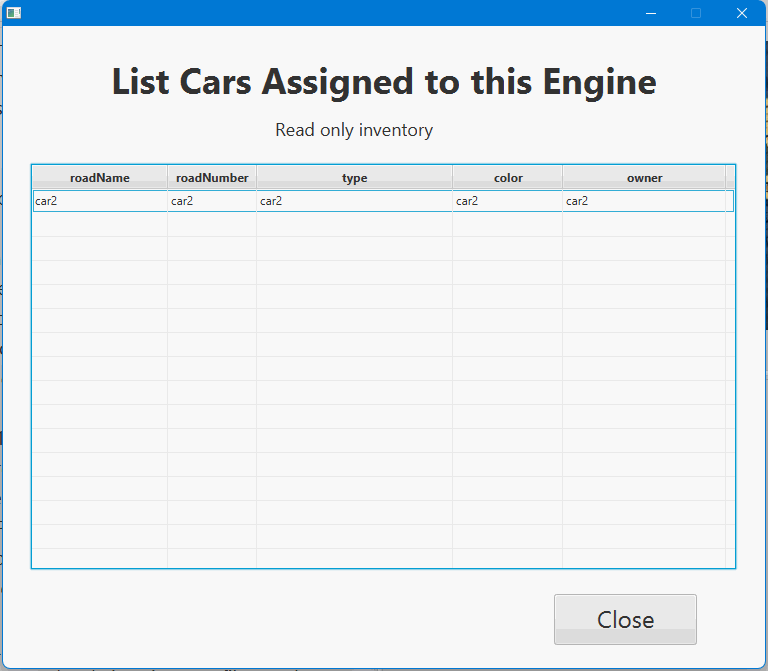 List Cars Assigned to this Engine
Read only inventory
roadName roadNumber type color owner
car2 car2 car2 car2 car2
Close